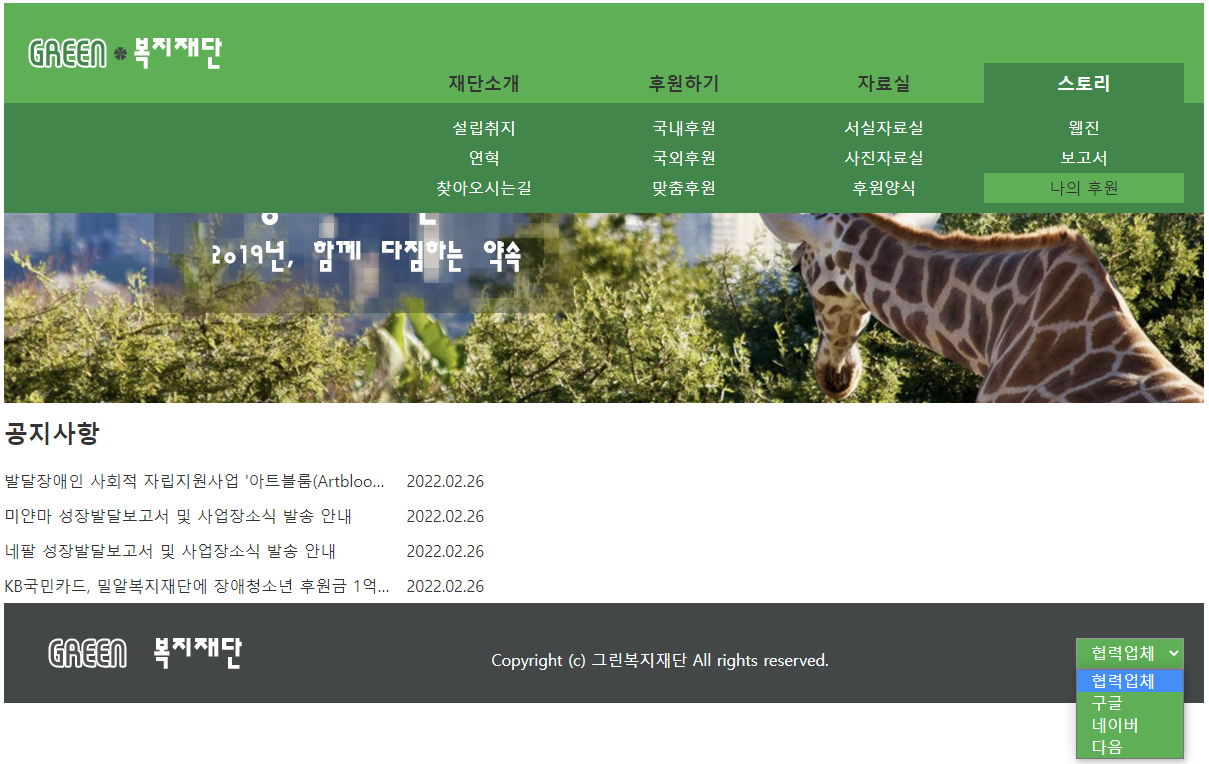 GREEN 복지재단
재단소개 후원하기 자료실 스토리
설립취지 국내후원 서실자료실 웹진
연혁 국외후원 사진자료실 보고서
찾아오시는길 맞춤후원 후원양식 나의 후원
2019년, 함께 다짐하는 약속
공지사항
발달장애인 사회적 자립지원사업 '아트블룸(Artbloo... 2022.02.26
미얀마 성장발달보고서 및 사업장소식 발송 안내 2022.02.26
네팔 성장발달보고서 및 사업장소식 발송 안내 2022.02.26
KB국민카드, 밀알복지재단에 장애청소년 후원금 1억... 2022.02.26
GREEN 복지재단
Copyright (c) 그린복지재단 All rights reserved.
협력업체
협력업체
구글
네이버
다음